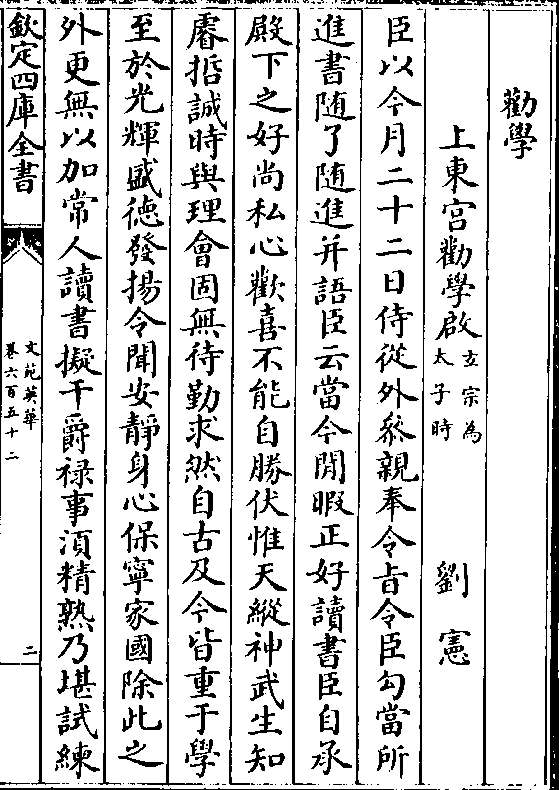 勸學
上東宮勸學啟玄宗為太子時　劉憲
臣以今月二十二日侍從外叅親奉令旨令臣勾當所
進書随了随進并語臣云當今閒暇正好讀書臣自承
殿下之好尚私心歡喜不能自勝伏惟天縱神武生知
睿哲誠時與理會固無待勤求然自古及今皆重于學
至於光輝盛德發揚令聞安靜身心保寧家國除此之
外更無以加常人讀書擬干爵禄事湏精熟乃堪試練
欽定四庫全書
文苑英華
卷六百五十二
二